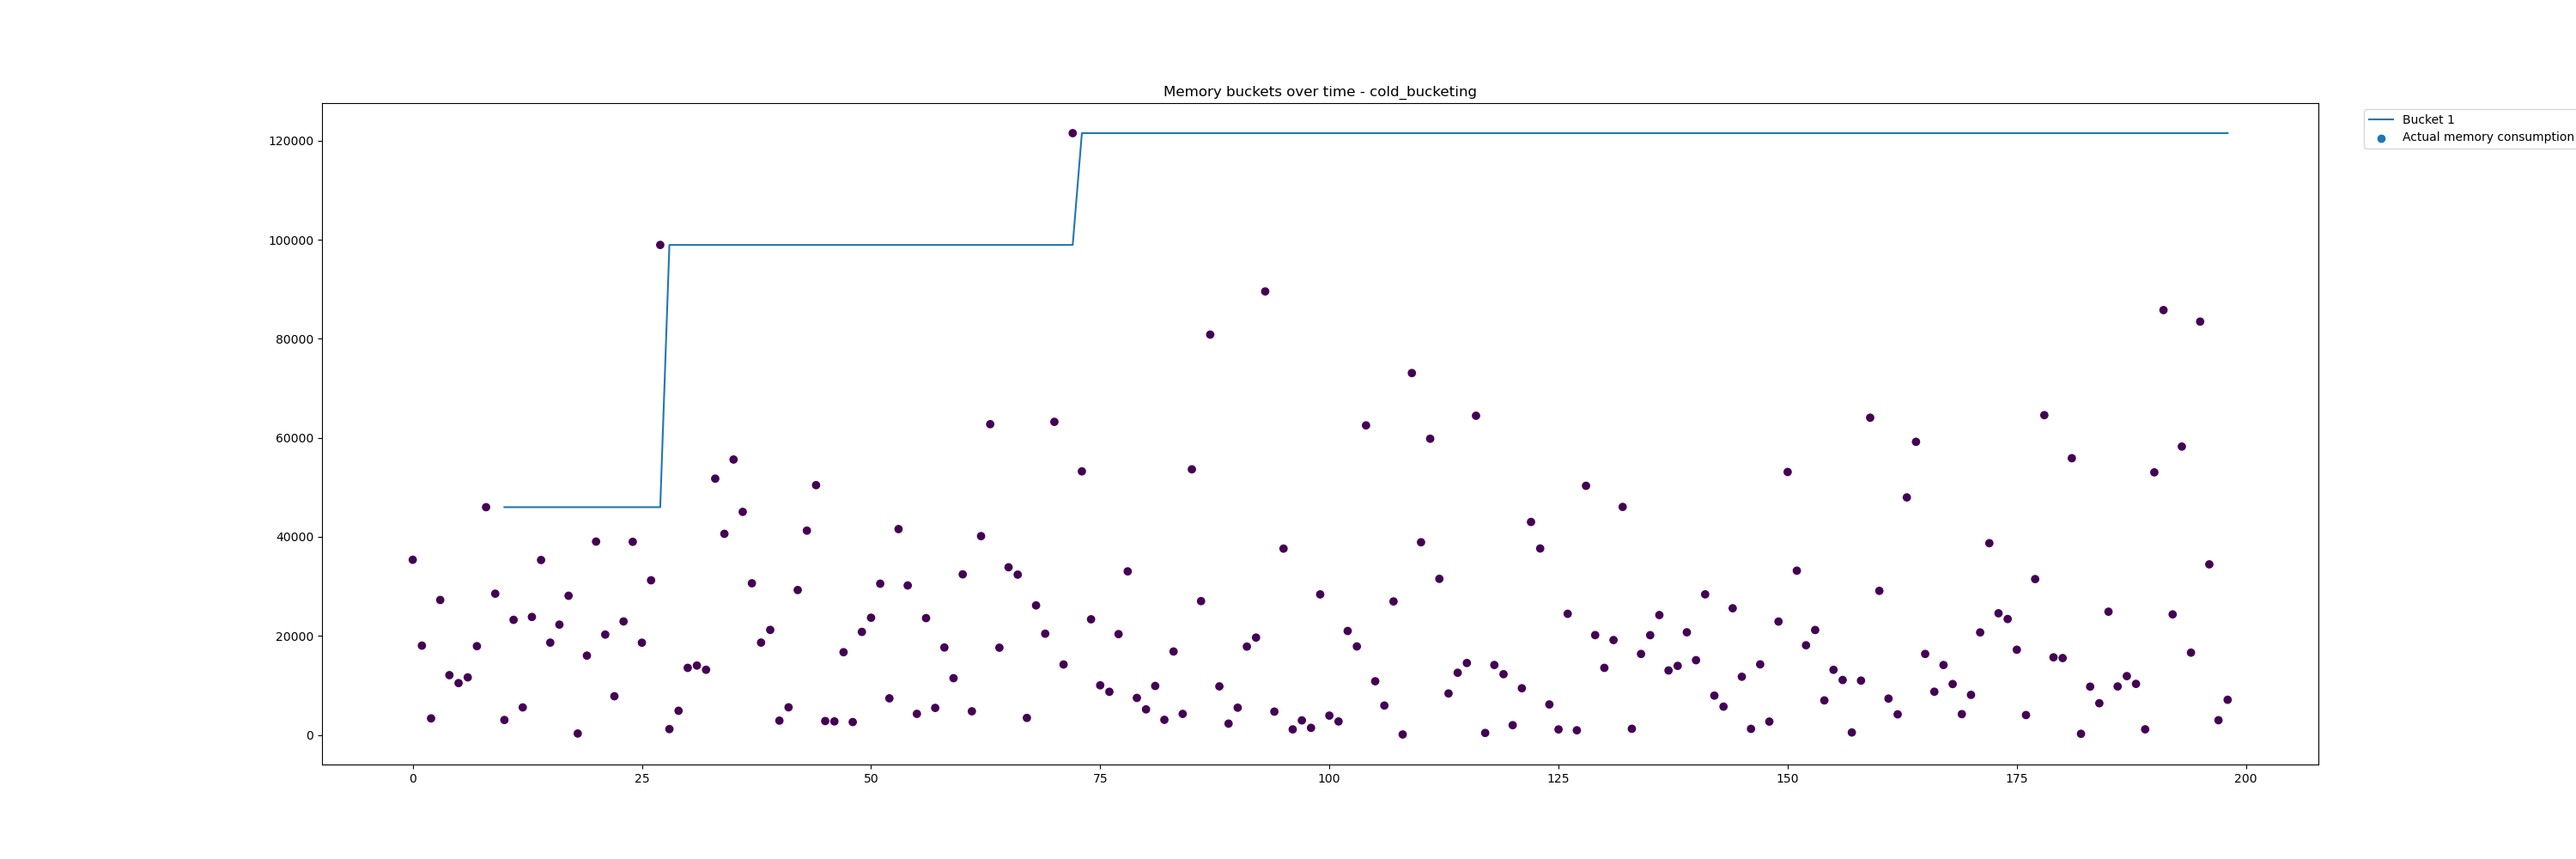 Memory buckets over time - cold_bucketing
Bucket 1
Actual memory consumption
120000
100000
80000
60000
40000
20000
0
0 25 50 75 100 125 150 175 200